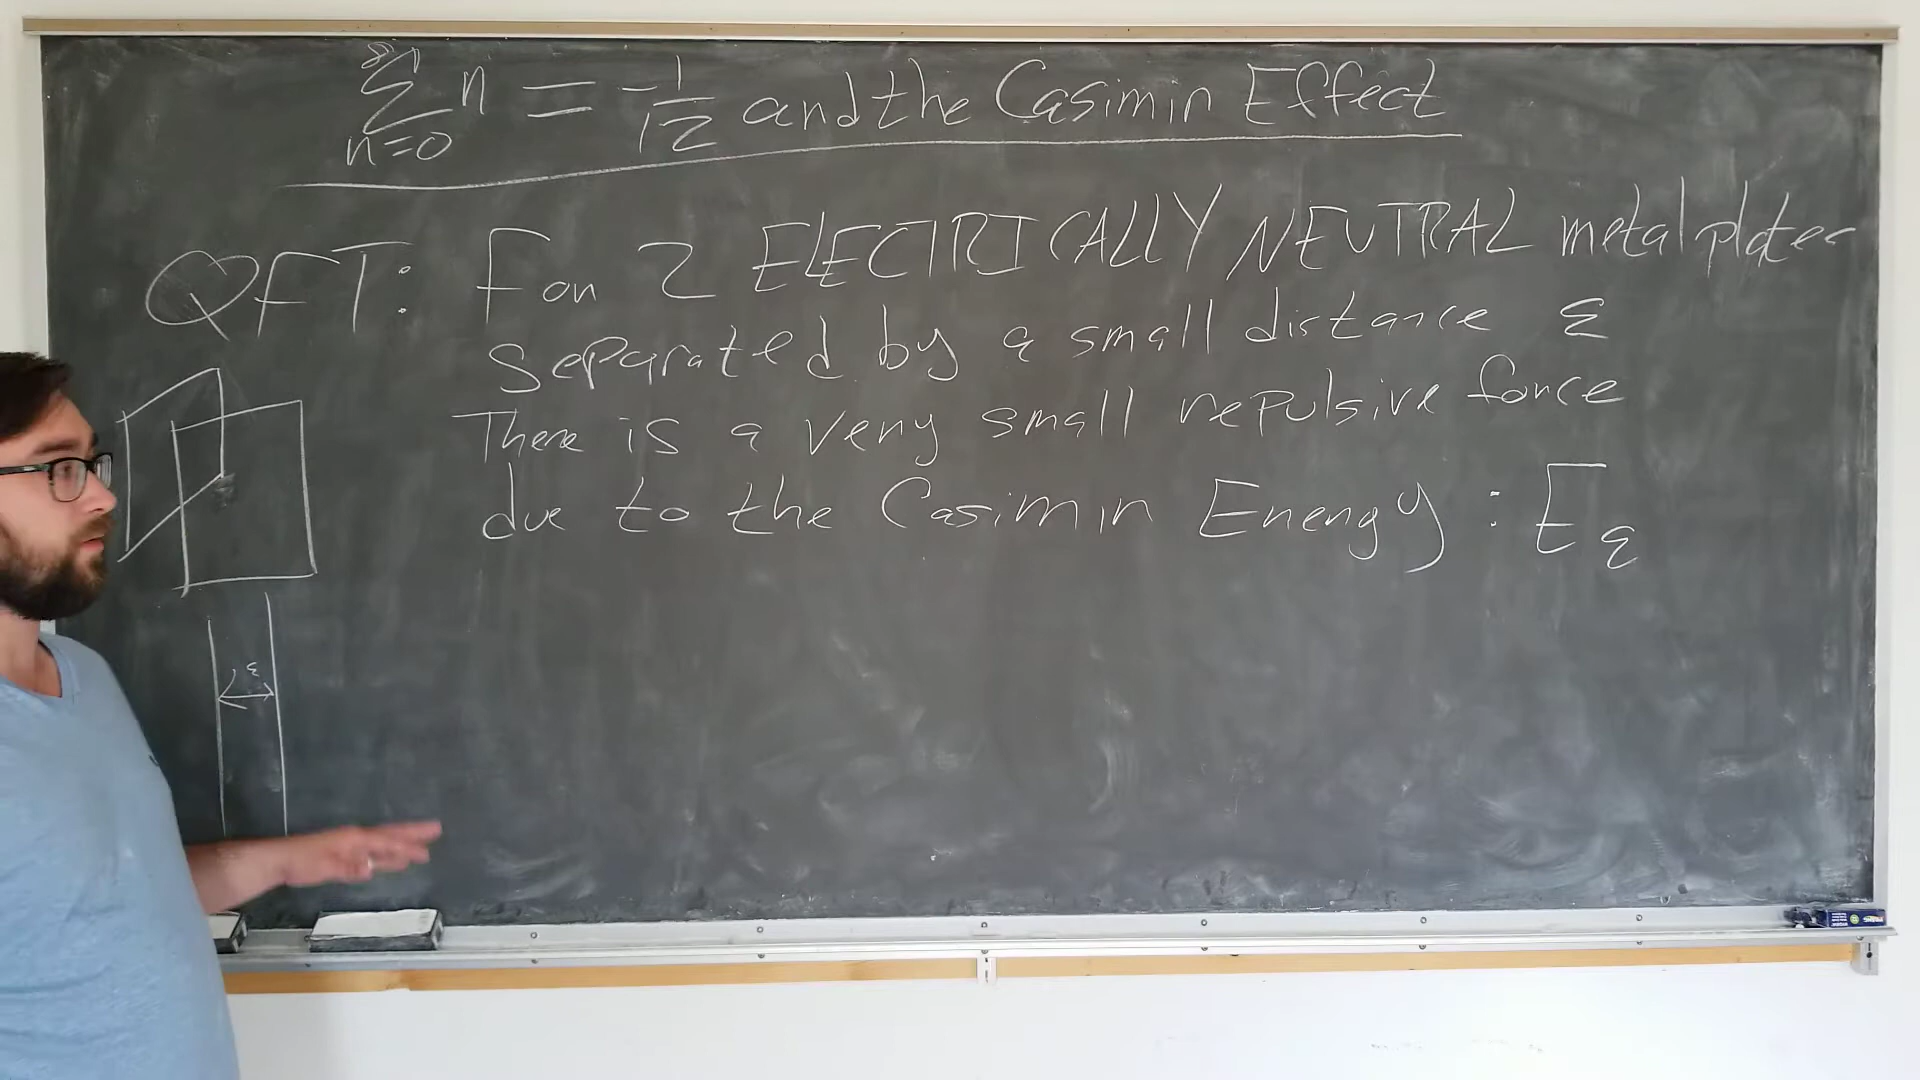 ∞
∑ n = -1/12 and the Casimir Effect
n=0
QFT: For 2 ELECTRICALLY NEUTRAL metal plates
separated by a small distance ε
There is a very small repulsive force
due to the Casimir Energy : E_ε
ε